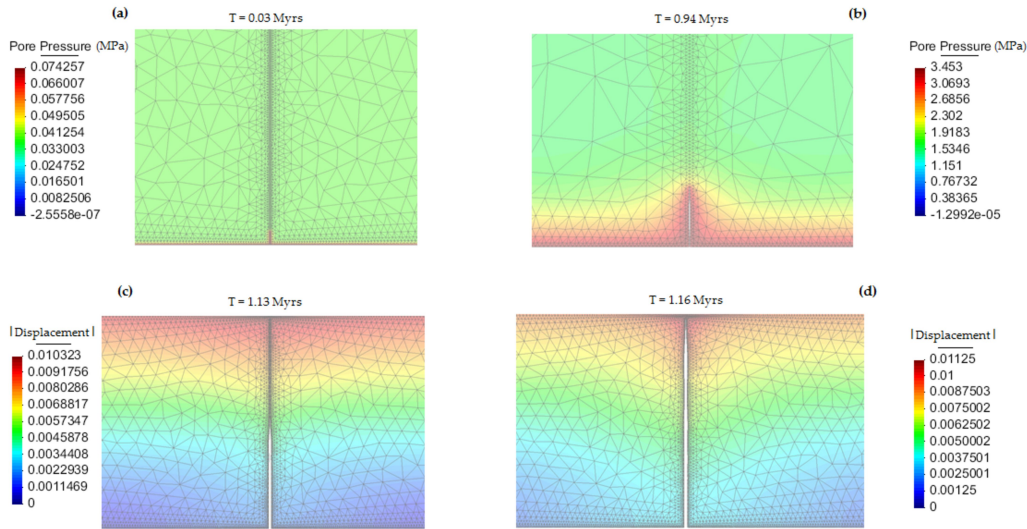 (a)
T = 0.03 Myrs
Pore Pressure (MPa)
0.074257
0.066007
0.057756
0.049505
0.041254
0.033003
0.024752
0.016501
0.0082506
-2.5558e-07
(b)
T = 0.94 Myrs
Pore Pressure (MPa)
3.453
3.0693
2.6856
2.302
1.9183
1.5346
1.151
0.76732
0.38365
-1.2992e-05
(c)
T = 1.13 Myrs
|Displacement|
0.010323
0.0091756
0.0080286
0.0068817
0.0057347
0.0045878
0.0034408
0.0022939
0.0011469
0
(d)
T = 1.16 Myrs
|Displacement|
0.01125
0.01
0.0087503
0.0075002
0.0062502
0.0050002
0.0037501
0.0025001
0.00125
0